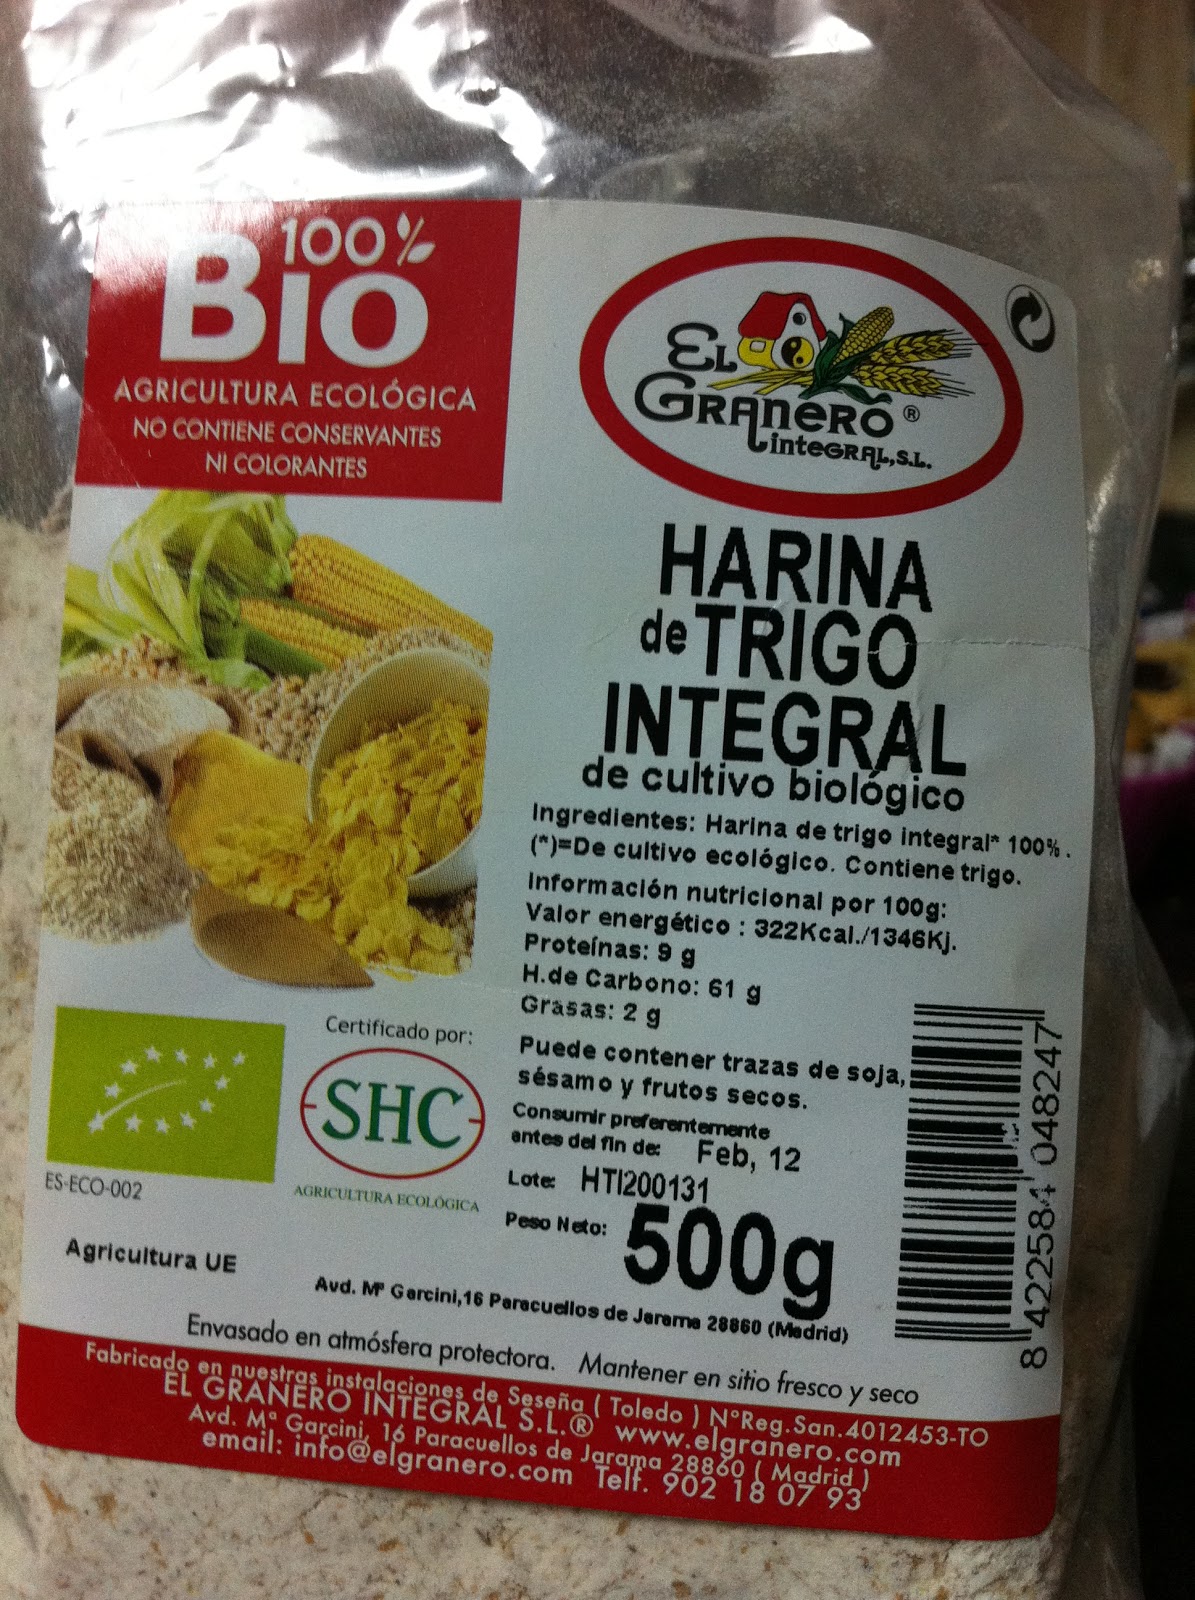 100%
BIO
AGRICULTURA ECOLÓGICA
NO CONTIENE CONSERVANTES
NI COLORANTES
EL
GRANERO®
INTEGRAL, S.L.
HARINA
de TRIGO
INTEGRAL
de cultivo biológico
Ingredientes: Harina de trigo integral* 100%.
(*)=De cultivo ecológico. Contiene trigo.
Información nutricional por 100g:
Valor energético : 322Kcal./1346Kj.
Proteínas: 9 g
H.de Carbono: 61 g
Grasas: 2 g
Puede contener trazas de soja,
sésamo y frutos secos.
Consumir preferentemente
antes del fin de: Feb, 12
Lote: HTI200131
Peso Neto: 500g
8 422584 048247
Certificado por:
SHC
AGRICULTURA ECOLÓGICA
ES-ECO-002
Agricultura UE
Avd. Mª Garcini,16 Paracuellos de Jarama 28860 (Madrid)
Envasado en atmósfera protectora. Mantener en sitio fresco y seco
Fabricado en nuestras instalaciones de Seseña ( Toledo ) NºReg.San.4012453-TO
EL GRANERO INTEGRAL S.L.® www.elgranero.com
Avd. Mª Garcini, 16 Paracuellos de Jarama 28860 ( Madrid )
email: info@elgranero.com Telf. 902 18 07 93